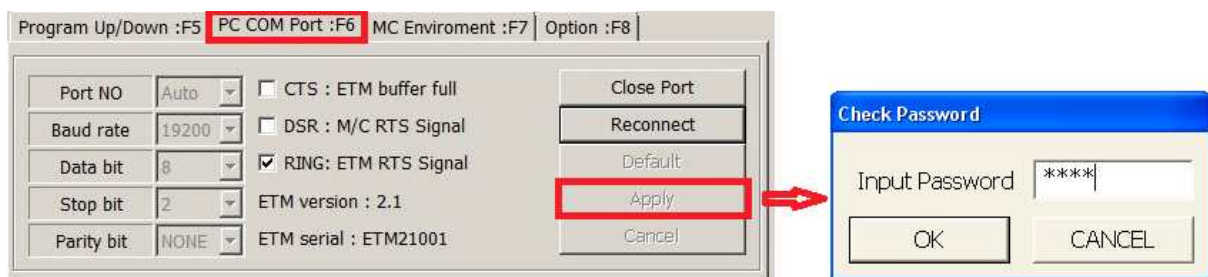 Program Up/Down :F5 PC COM Port :F6 MC Enviroment :F7 Option :F8
Port NO Auto CTS : ETM buffer full Close Port
Baud rate 19200 DSR : M/C RTS Signal Reconnect
Data bit 8 RING: ETM RTS Signal Default
Stop bit 2 ETM version : 2.1 Apply
Parity bit NONE ETM serial : ETM21001 Cancel
Check Password
Input Password ****
OK CANCEL